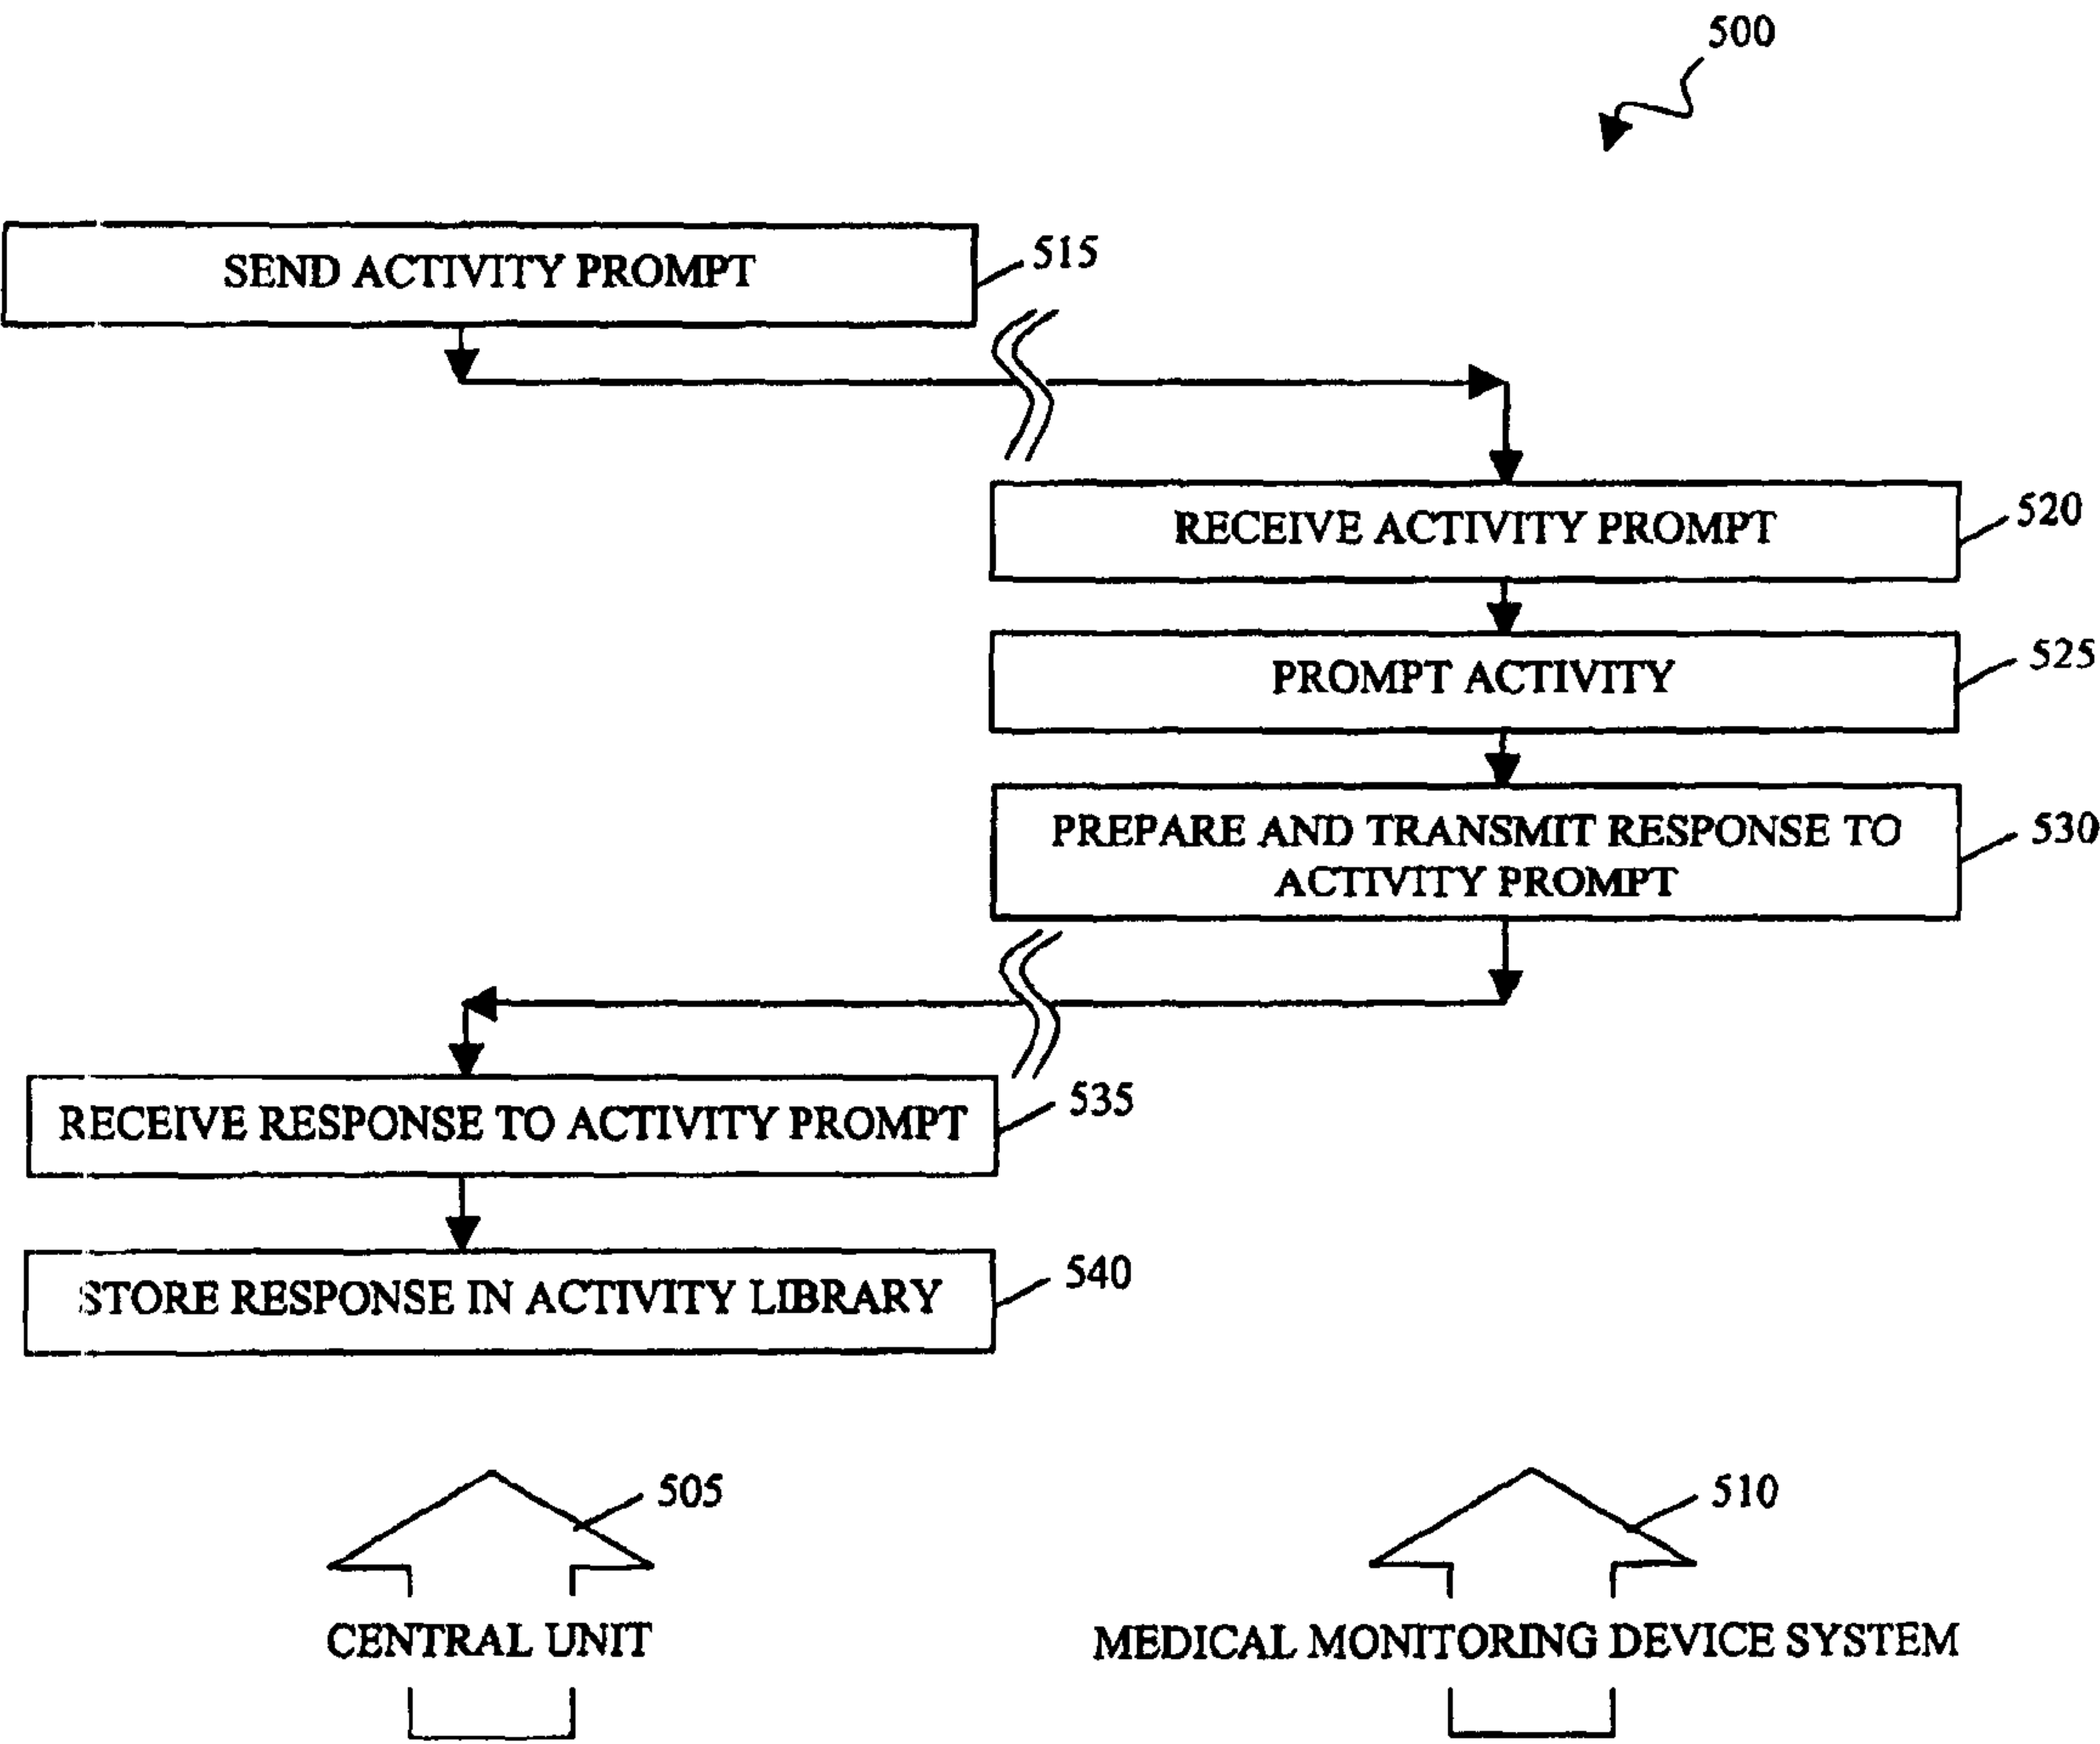 500
SEND ACTIVITY PROMPT
515
RECEIVE ACTIVITY PROMPT
520
PROMPT ACTIVITY
525
PREPARE AND TRANSMIT RESPONSE TO
ACTIVITY PROMPT
530
RECEIVE RESPONSE TO ACTIVITY PROMPT
535
STORE RESPONSE IN ACTIVITY LIBRARY
540
505
CENTRAL UNIT
510
MEDICAL MONITORING DEVICE SYSTEM